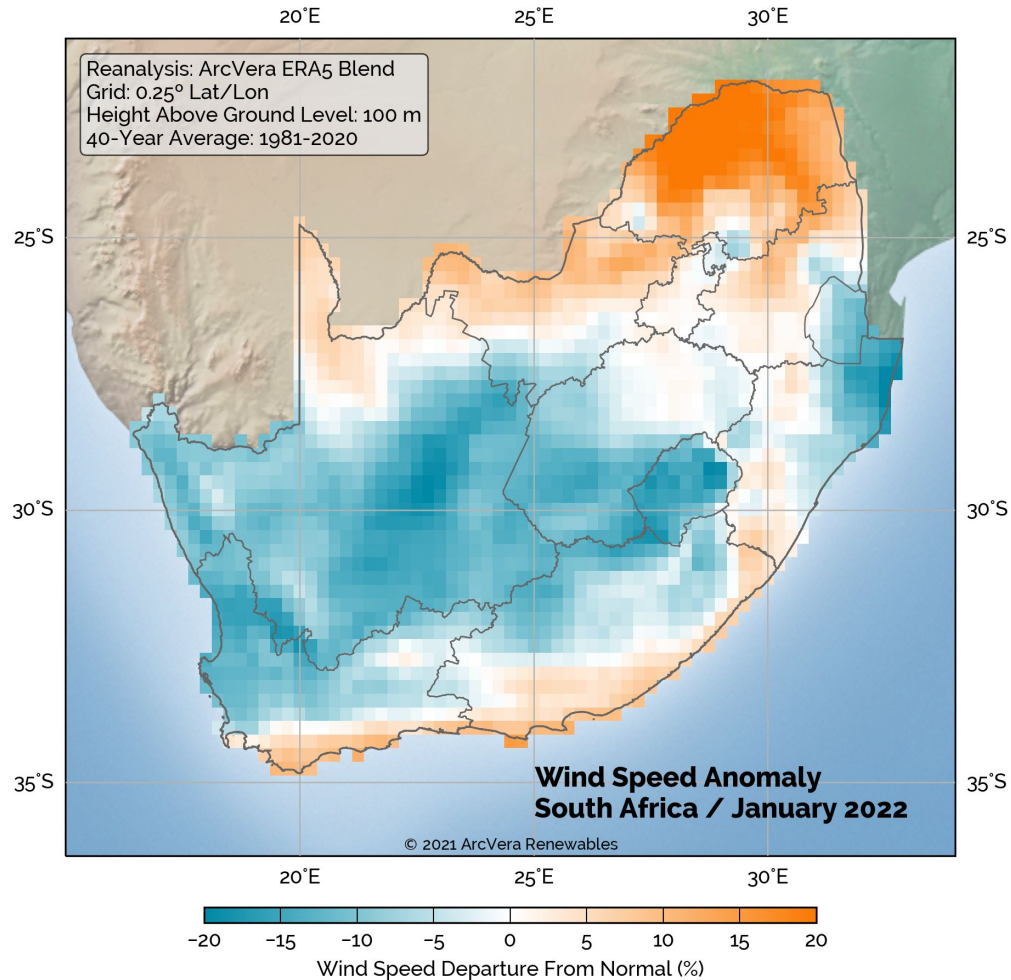 20°E 25°E 30°E
Reanalysis: ArcVera ERA5 Blend
Grid: 0.25º Lat/Lon
Height Above Ground Level: 100 m
40-Year Average: 1981-2020
25°S 25°S
30°S 30°S
35°S 35°S
Wind Speed Anomaly
South Africa / January 2022
© 2021 ArcVera Renewables
20°E 25°E 30°E
−20 −15 −10 −5 0 5 10 15 20
Wind Speed Departure From Normal (%)